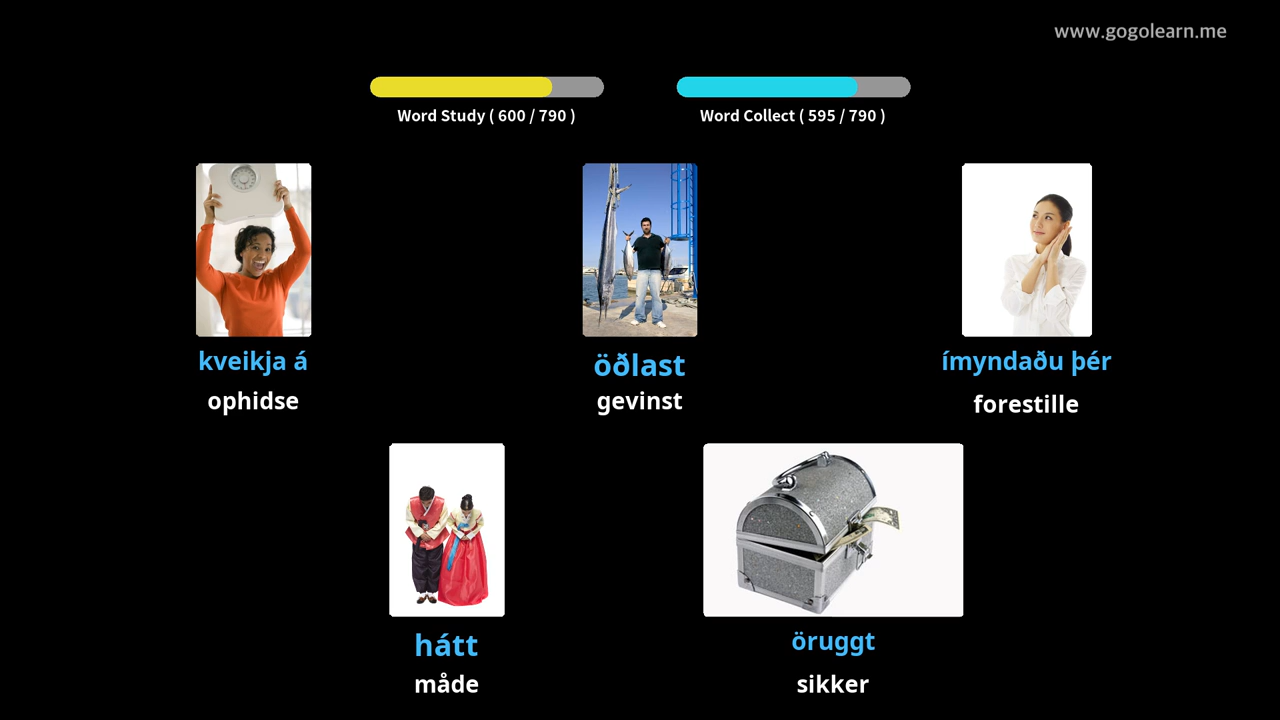 www.gogolearn.me
Word Study ( 600 / 790 )
Word Collect ( 595 / 790 )
kveikja á
ophidse
öðlast
gevinst
ímyndaðu þér
forestille
hátt
måde
öruggt
sikker